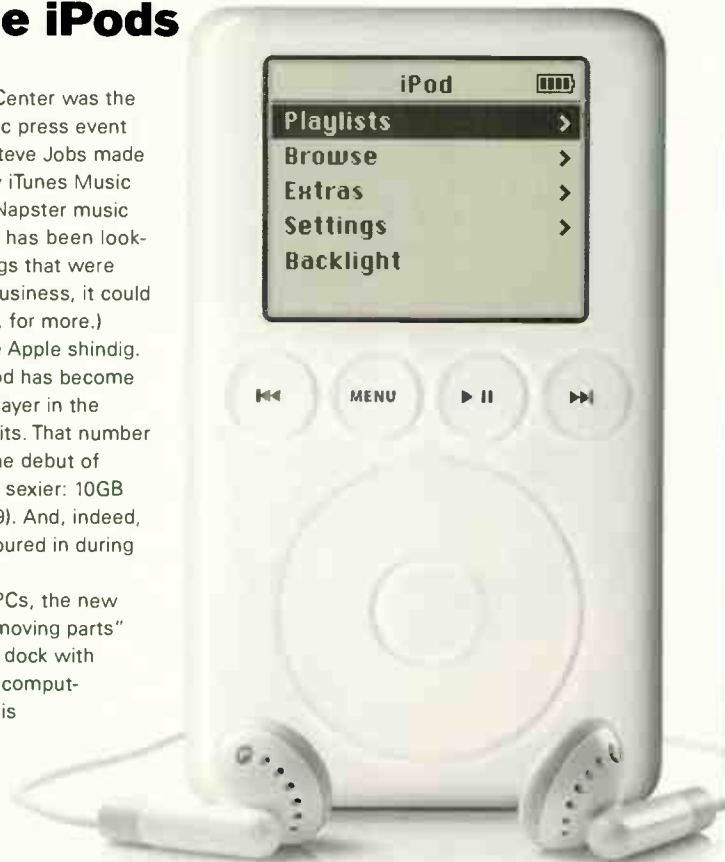 e iPods
Center was the
c press event
teve Jobs made
iTunes Music
Napster music
has been look-
gs that were
usiness, it could
for more.)
Apple shindig.
od has become
ayer in the
its. That number
ne debut of
sexier: 10GB
9). And, indeed,
oured in during
PCs, the new
moving parts"
dock with
comput-
is
iPod
Playlists >
Browse >
Extras >
Settings >
Backlight
MENU